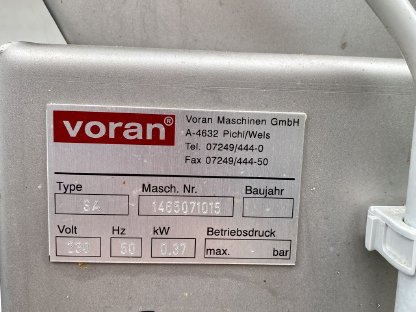 voran®
Voran Maschinen GmbH
A-4632 Pichl/Wels
Tel. 07249/444-0
Fax 07249/444-50
Type Masch. Nr. Baujahr
SA 1465071015 -
Volt Hz kW Betriebsdruck
230 50 0.37 max. - bar